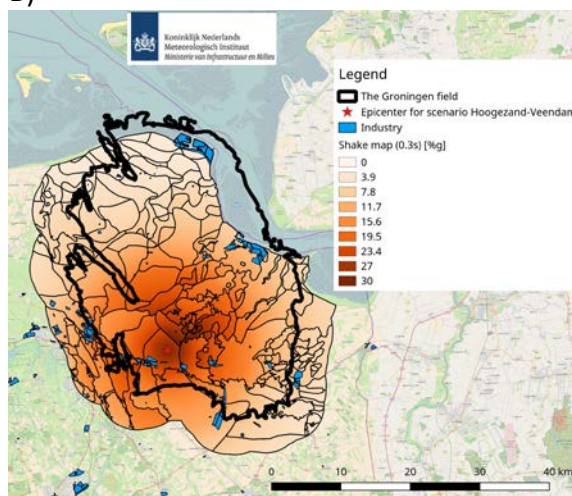 B)
Koninklijk Nederlands
Meteorologisch Instituut
Ministerie van Infrastructuur en Milieu
Legend
The Groningen field
Epicenter for scenario Hoogezand-Veendam
Industry
Shake map (0.3s) [%g]
0
3.9
7.8
11.7
15.6
19.5
23.4
27
30
0 10 20 30 40 km